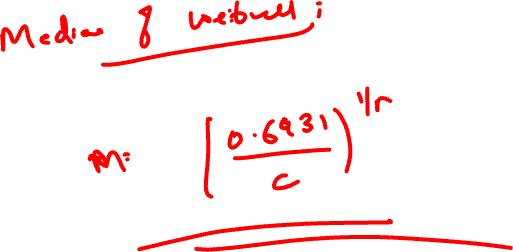 Median of weibull :
m = (0.6931/c)^1/r